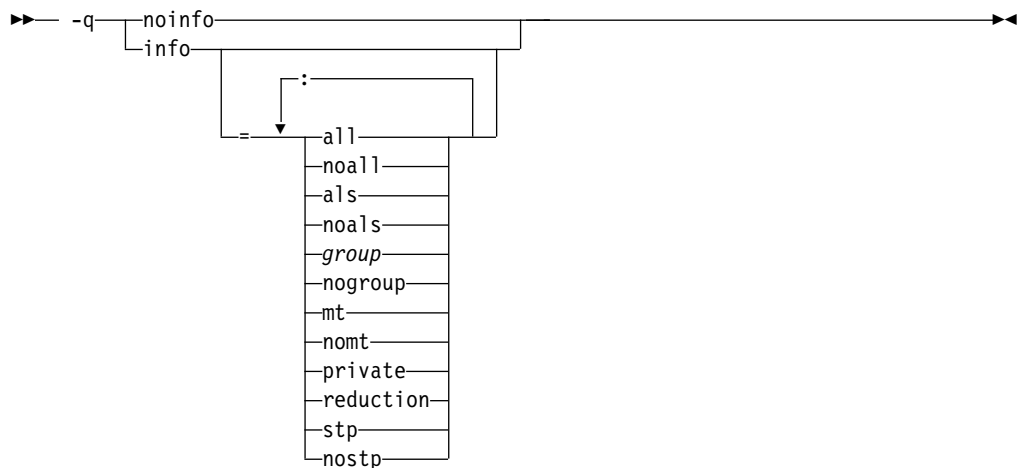 -q noinfo
info
:
= all
noall
als
noals
group
nogroup
mt
nomt
private
reduction
stp
nostp